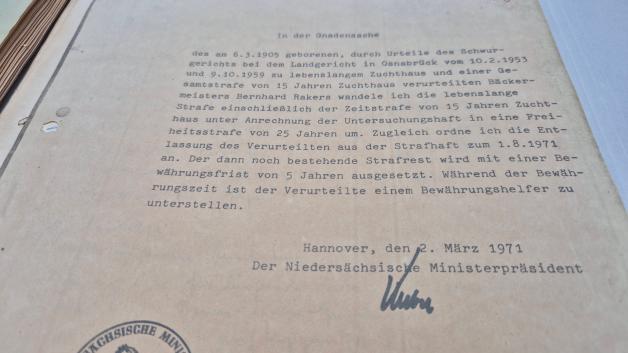 In der Gnadensache
des am 6.3.1905 geborenen, durch Urteile des Schwur-
gerichts bei dem Landgericht in Osnabrück vom 10.2.1953
und 9.10.1959 zu lebenslangem Zuchthaus und einer Ge-
samtstrafe von 15 Jahren Zuchthaus verurteilten Bäcker-
meisters Bernhard Rakers wandele ich die lebenslange
Strafe einschließlich der Zeitstrafe von 15 Jahren Zucht-
haus unter Anrechnung der Untersuchungshaft in eine Frei-
heitsstrafe von 25 Jahren um. Zugleich ordne ich die Ent-
lassung des Verurteilten aus der Strafhaft zum 1.8.1971
an. Der dann noch bestehende Strafrest wird mit einer Be-
währungsfrist von 5 Jahren ausgesetzt. Während der Bewäh-
rungszeit ist der Verurteilte einem Bewährungshelfer zu
unterstellen.
Hannover, den 2. März 1971
Der Niedersächsische Ministerpräsident
SÄCHSISCHE MINI